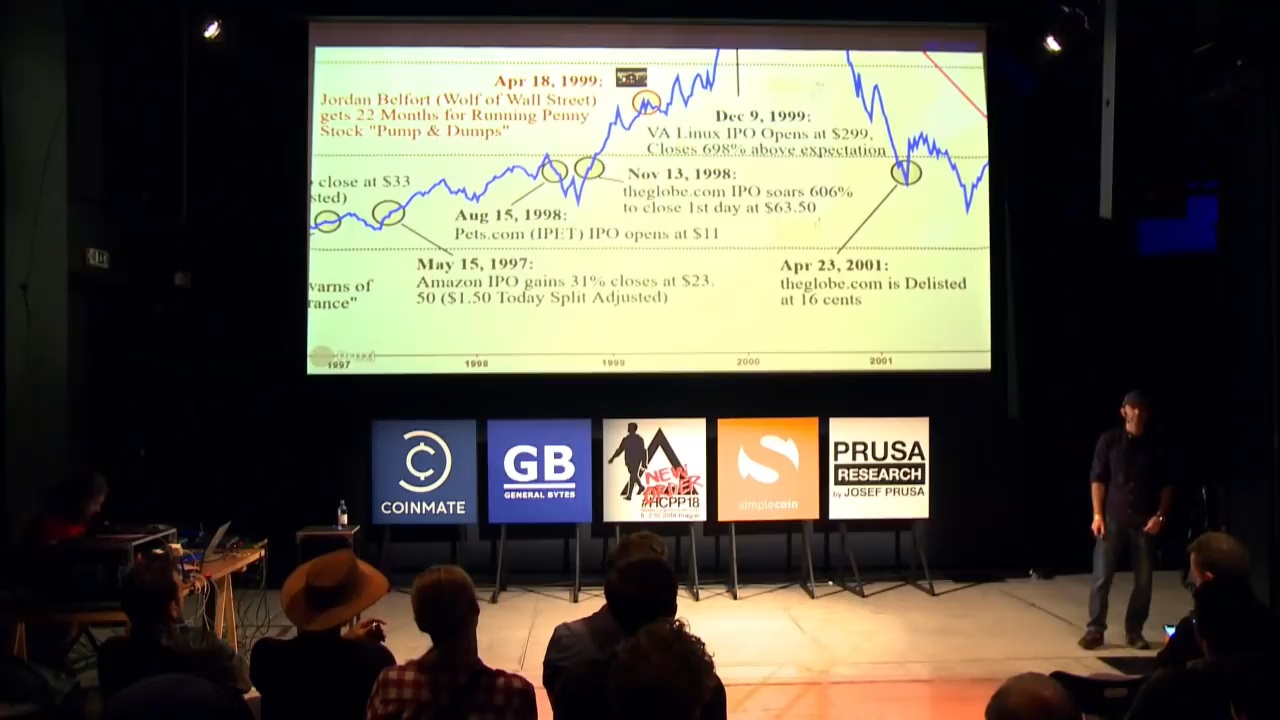 Apr 18, 1999:
Jordan Belfort (Wolf of Wall Street)
gets 22 Months for Running Penny
Stock "Pump & Dumps"
Dec 9, 1999:
VA Linux IPO Opens at $299,
Closes 698% above expectation
close at $33
sted)
Nov 13, 1998:
theglobe.com IPO soars 606%
to close 1st day at $63.50
Aug 15, 1998:
Pets.com (IPET) IPO opens at $11
May 15, 1997:
Amazon IPO gains 31% closes at $23.
50 ($1.50 Today Split Adjusted)
Apr 23, 2001:
theglobe.com is Delisted
at 16 cents
varns of
rance"
1997 1998 1999 2000 2001
COINMATE
GB
GENERAL BYTES
NEW
ORDER
#HCPP18
simplecoin
PRUSA
RESEARCH
by JOSEF PRUSA